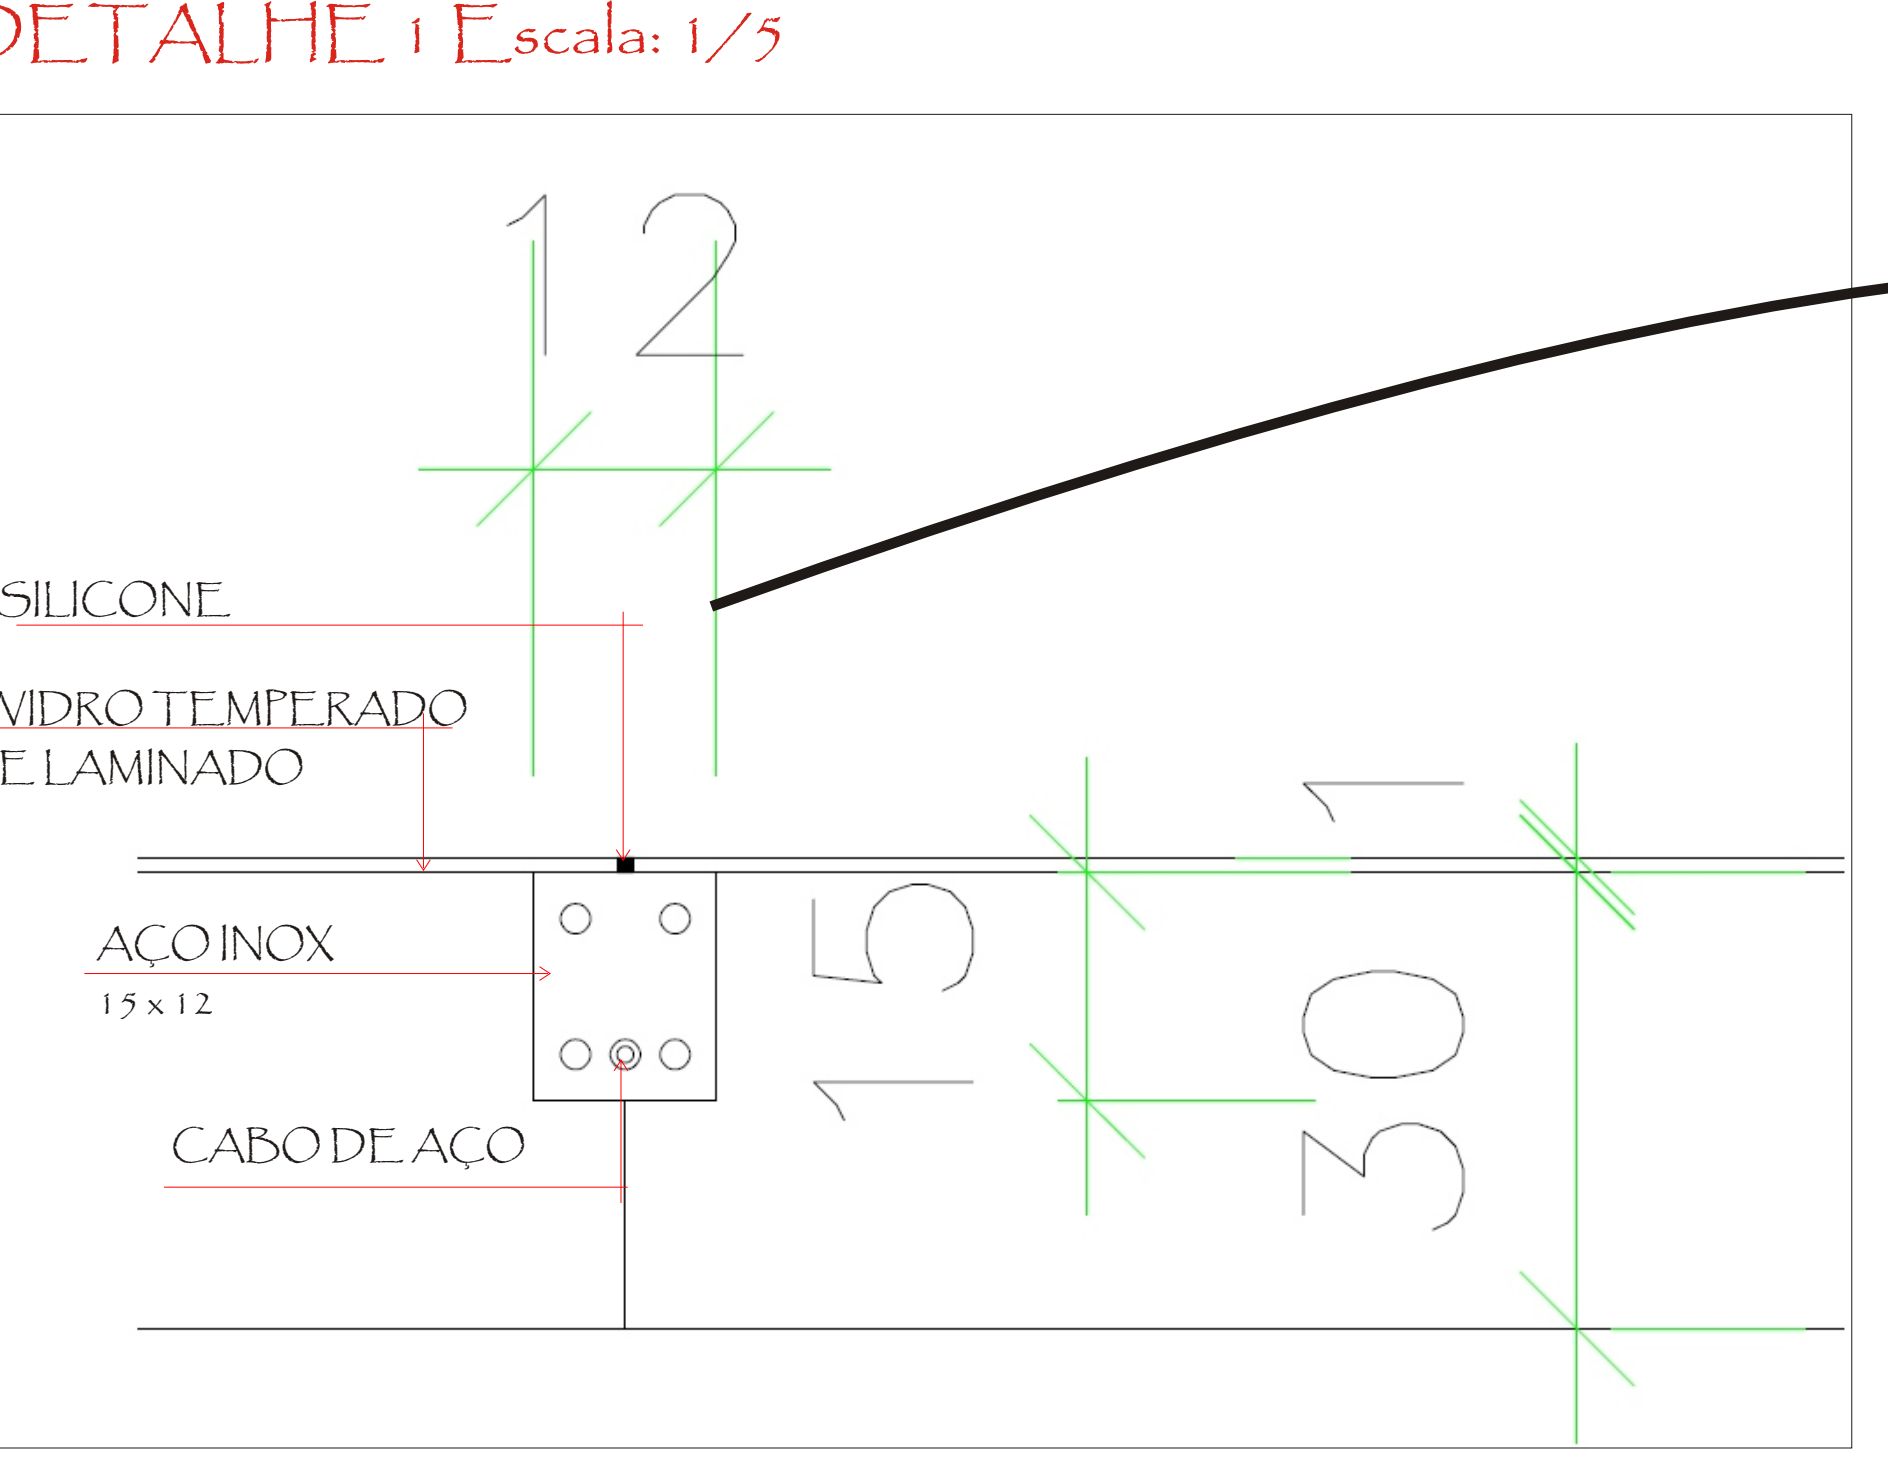 DETALHE 1 Escala: 1/5
12
SILICONE
VIDRO TEMPERADO
E LAMINADO
1
AÇO INOX
15 x 12
15
30
CABO DE AÇO